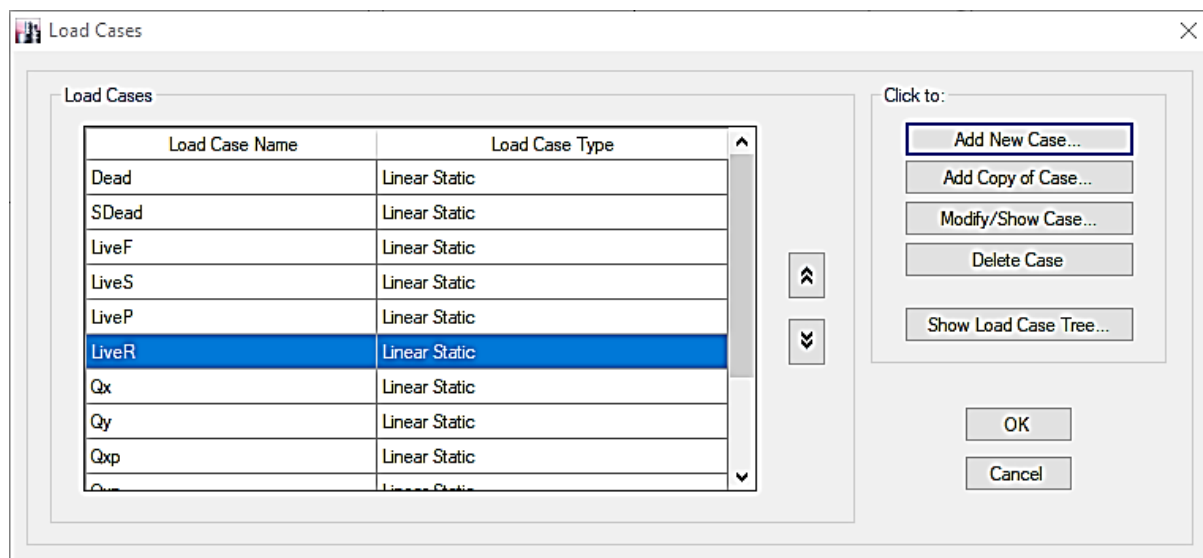 Load Cases
Load Cases
Click to:
Load Case Name Load Case Type
Dead Linear Static
SDead Linear Static
LiveF Linear Static
LiveS Linear Static
LiveP Linear Static
LiveR Linear Static
Qx Linear Static
Qy Linear Static
Qxp Linear Static
Linear Static
Add New Case...
Add Copy of Case...
Modify/Show Case...
Delete Case
Show Load Case Tree...
OK
Cancel